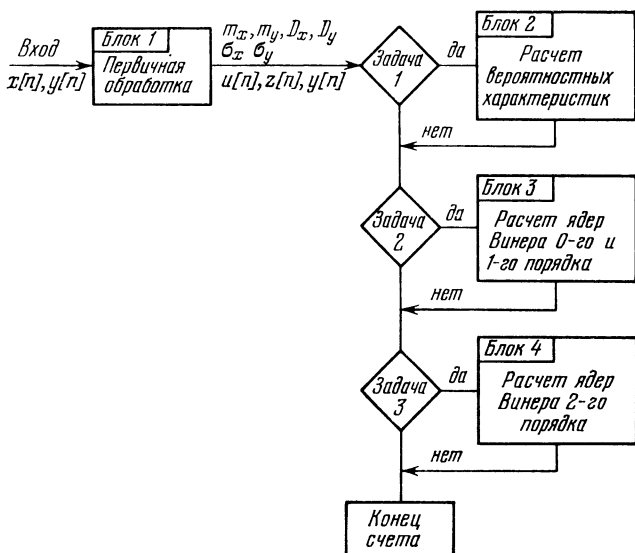 Вход
x[n], y[n]
Блок 1
Первичная
обработка
m_x, m_y, D_x, D_y
σ_x σ_y
u[n], z[n], y[n]
Задача
1
да
Блок 2
Расчет
вероятностных
характеристик
нет
Задача
2
да
Блок 3
Расчет ядер
Винера 0-го и
1-го порядка
нет
Задача
3
да
Блок 4
Расчет ядер
Винера 2-го
порядка
нет
Конец
счета